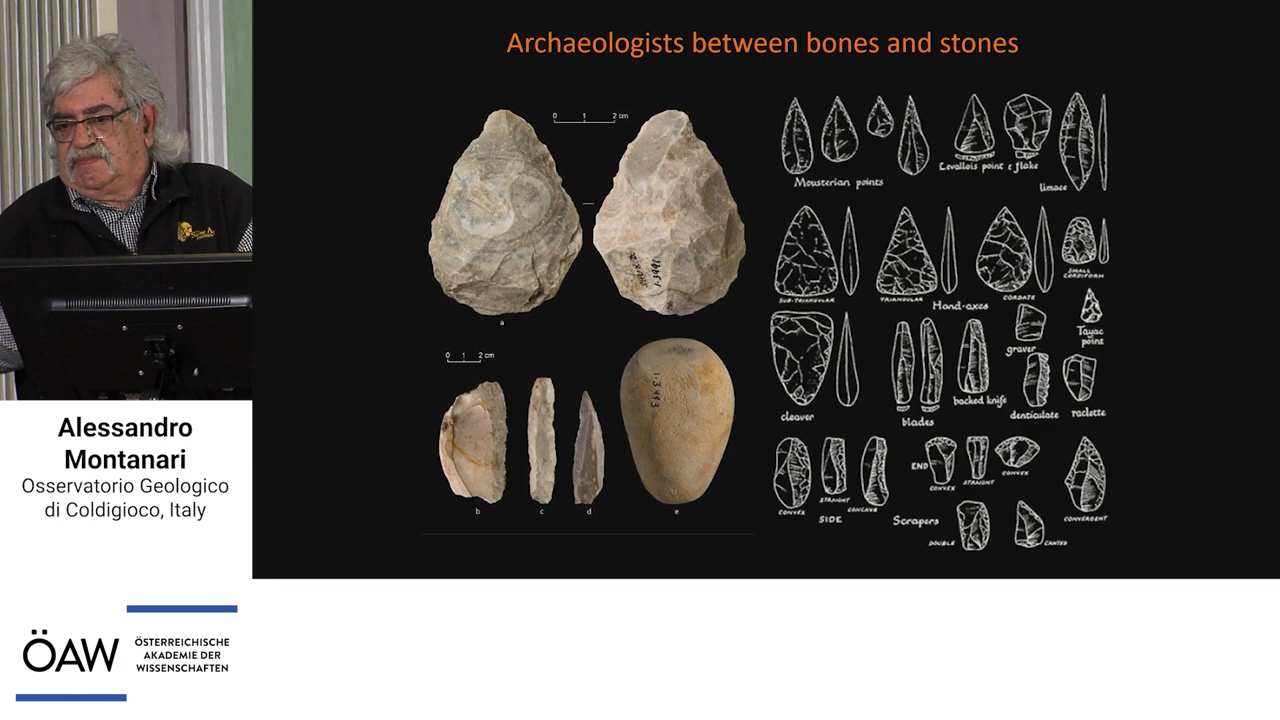 Archaeologists between bones and stones
0 1 2 cm
a
0 1 2 cm
1-3493
b
c
d
e
Mousterian points
Levallois point & flake
limace
SUB-TRIANGULAR
TRIANGULAR
CORDATE
SMALL
CORDIFORM
Hand-axes
Tayac
point
graver
cleaver
blades
backed knife
denticulate
raclette
CONVEX
STRAIGHT
CONCAVE
SIDE
END
CONVEX
STRAIGHT
CONVEX
Scrapers
DOUBLE
CANTED
CONVERGENT
Alessandro
Montanari
Osservatorio Geologico
di Coldigioco, Italy
ÖAW
ÖSTERREICHISCHE
AKADEMIE DER
WISSENSCHAFTEN